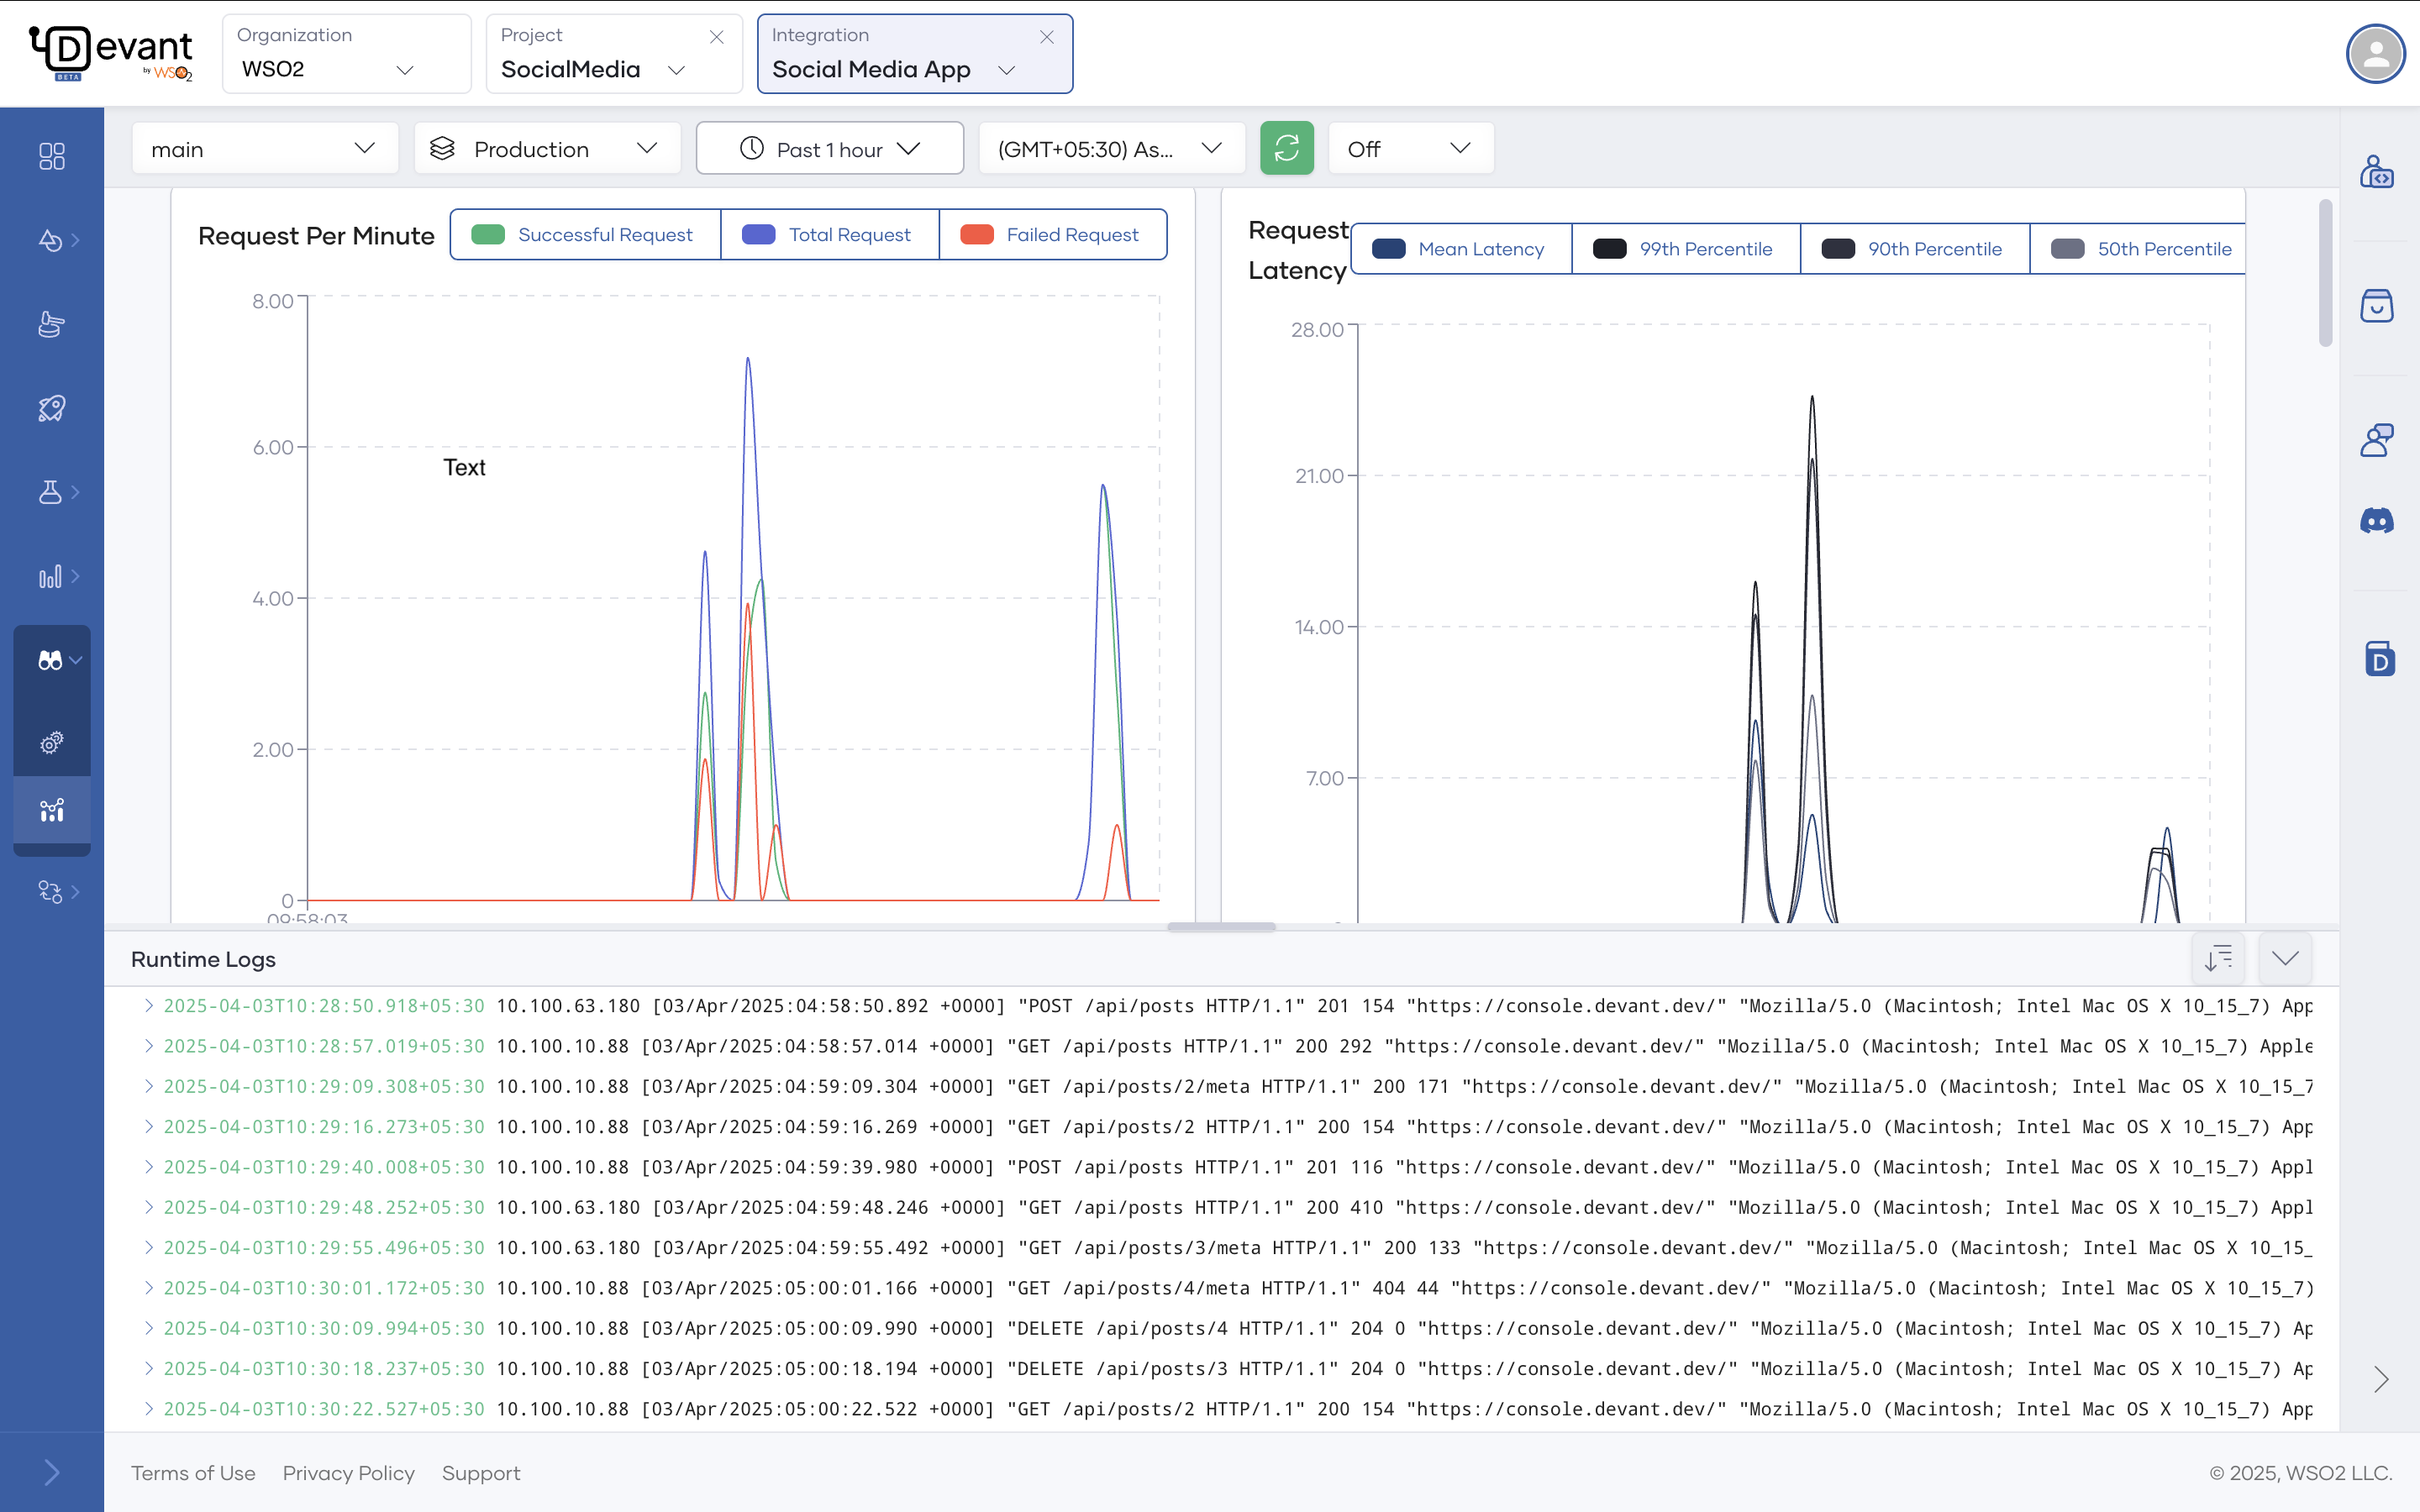 Devant
BETA
by WSO2
Organization
WSO2
Project
SocialMedia
Integration
Social Media App
main
Production
Past 1 hour
(GMT+05:30) As...
Off
Request Per Minute
Successful Request
Total Request
Failed Request
8.00
6.00
Text
4.00
2.00
0
09:58:03
Request
Latency
Mean Latency
99th Percentile
90th Percentile
50th Percentile
28.00
21.00
14.00
7.00
D
Runtime Logs
2025-04-03T10:28:50.918+05:30 10.100.63.180 [03/Apr/2025:04:58:50.892 +0000] "POST /api/posts HTTP/1.1" 201 154 "https://console.devant.dev/" "Mozilla/5.0 (Macintosh; Intel Mac OS X 10_15_7) App
2025-04-03T10:28:57.019+05:30 10.100.10.88 [03/Apr/2025:04:58:57.014 +0000] "GET /api/posts HTTP/1.1" 200 292 "https://console.devant.dev/" "Mozilla/5.0 (Macintosh; Intel Mac OS X 10_15_7) Apple
2025-04-03T10:29:09.308+05:30 10.100.10.88 [03/Apr/2025:04:59:09.304 +0000] "GET /api/posts/2/meta HTTP/1.1" 200 171 "https://console.devant.dev/" "Mozilla/5.0 (Macintosh; Intel Mac OS X 10_15_7
2025-04-03T10:29:16.273+05:30 10.100.10.88 [03/Apr/2025:04:59:16.269 +0000] "GET /api/posts/2 HTTP/1.1" 200 154 "https://console.devant.dev/" "Mozilla/5.0 (Macintosh; Intel Mac OS X 10_15_7) App
2025-04-03T10:29:40.008+05:30 10.100.10.88 [03/Apr/2025:04:59:39.980 +0000] "POST /api/posts HTTP/1.1" 201 116 "https://console.devant.dev/" "Mozilla/5.0 (Macintosh; Intel Mac OS X 10_15_7) Appl
2025-04-03T10:29:48.252+05:30 10.100.63.180 [03/Apr/2025:04:59:48.246 +0000] "GET /api/posts HTTP/1.1" 200 410 "https://console.devant.dev/" "Mozilla/5.0 (Macintosh; Intel Mac OS X 10_15_7) Appl
2025-04-03T10:29:55.496+05:30 10.100.63.180 [03/Apr/2025:04:59:55.492 +0000] "GET /api/posts/3/meta HTTP/1.1" 200 133 "https://console.devant.dev/" "Mozilla/5.0 (Macintosh; Intel Mac OS X 10_15_
2025-04-03T10:30:01.172+05:30 10.100.10.88 [03/Apr/2025:05:00:01.166 +0000] "GET /api/posts/4/meta HTTP/1.1" 404 44 "https://console.devant.dev/" "Mozilla/5.0 (Macintosh; Intel Mac OS X 10_15_7)
2025-04-03T10:30:09.994+05:30 10.100.10.88 [03/Apr/2025:05:00:09.990 +0000] "DELETE /api/posts/4 HTTP/1.1" 204 0 "https://console.devant.dev/" "Mozilla/5.0 (Macintosh; Intel Mac OS X 10_15_7) Ap
2025-04-03T10:30:18.237+05:30 10.100.10.88 [03/Apr/2025:05:00:18.194 +0000] "DELETE /api/posts/3 HTTP/1.1" 204 0 "https://console.devant.dev/" "Mozilla/5.0 (Macintosh; Intel Mac OS X 10_15_7) Ap
2025-04-03T10:30:22.527+05:30 10.100.10.88 [03/Apr/2025:05:00:22.522 +0000] "GET /api/posts/2 HTTP/1.1" 200 154 "https://console.devant.dev/" "Mozilla/5.0 (Macintosh; Intel Mac OS X 10_15_7) App
Terms of Use Privacy Policy Support
© 2025, WSO2 LLC.